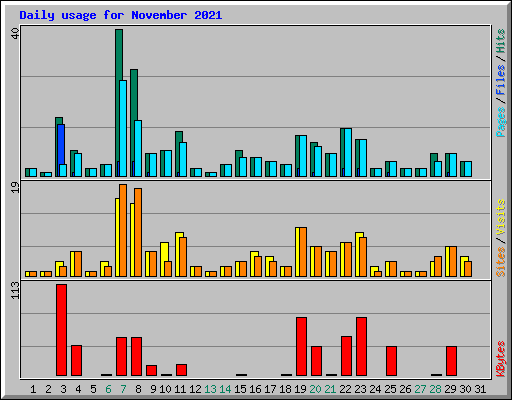 Daily usage for November 2021
40
Pages / Files / Hits
19
Sites / Visits
113
KBytes
1 2 3 4 5 6 7 8 9 10 11 12 13 14 15 16 17 18 19 20 21 22 23 24 25 26 27 28 29 30 31